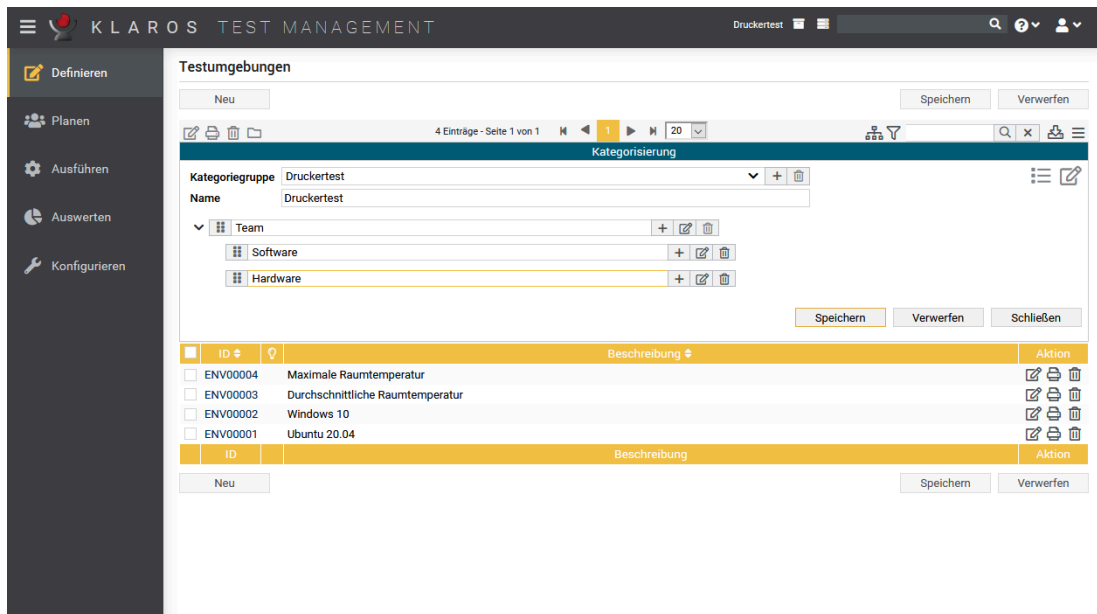 KLAROS TEST MANAGEMENT Druckertest
Definieren
Planen
Ausführen
Auswerten
Konfigurieren
Testumgebungen
Neu Speichern Verwerfen
4 Einträge - Seite 1 von 1 1 20
Kategorisierung
Kategoriegruppe Druckertest
Name Druckertest
Team
Software
Hardware
Speichern Verwerfen Schließen
ID Beschreibung Aktion
ENV00004 Maximale Raumtemperatur
ENV00003 Durchschnittliche Raumtemperatur
ENV00002 Windows 10
ENV00001 Ubuntu 20.04
ID Beschreibung Aktion
Neu Speichern Verwerfen